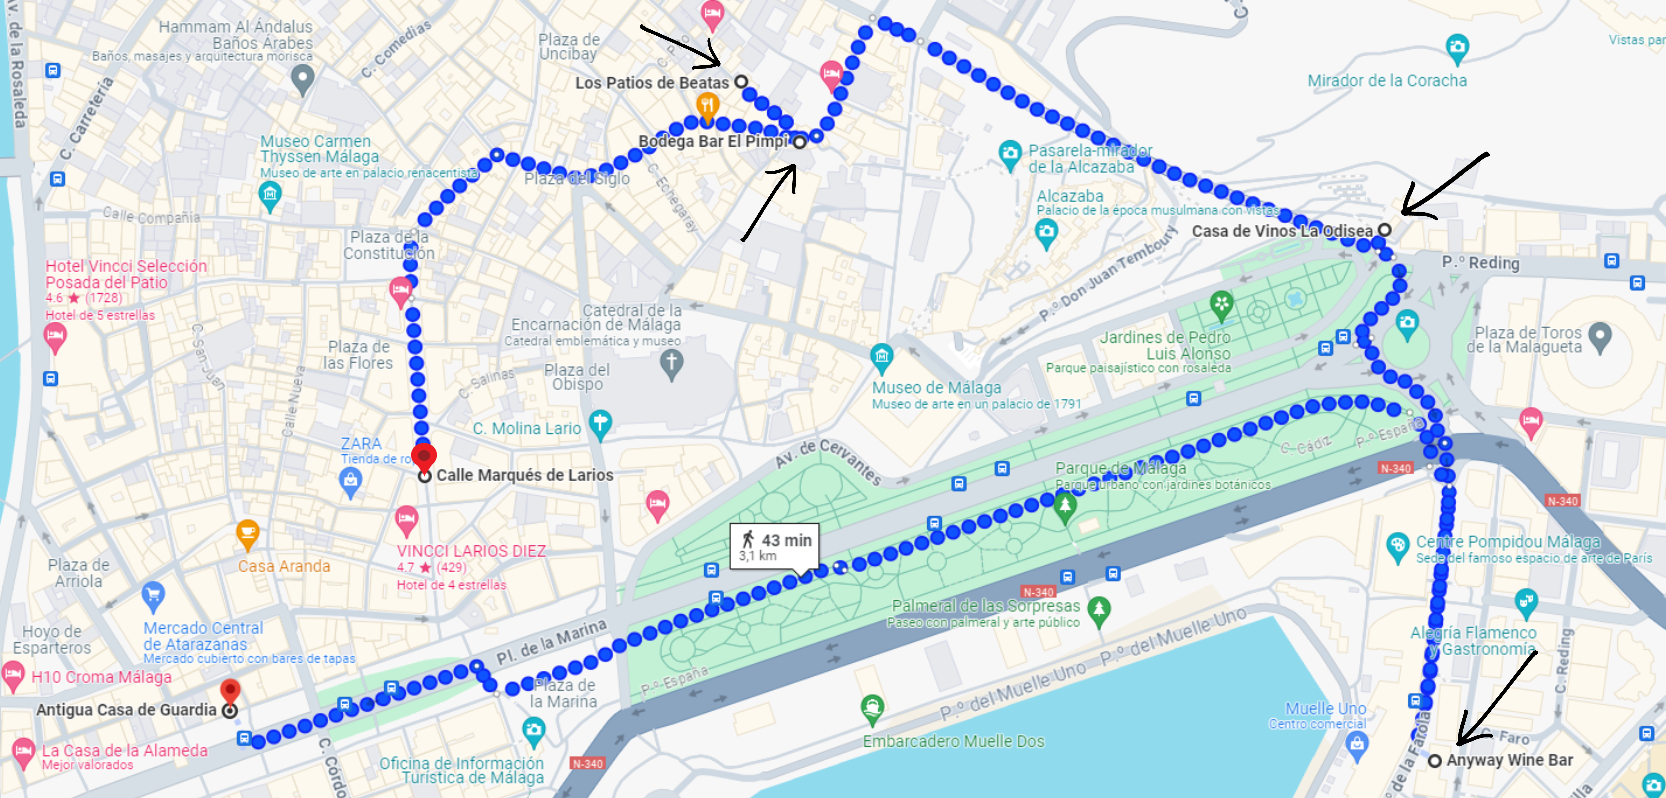 Av. de la Rosaleda
Hammam Al Ándalus
Baños Árabes
Baños, masajes y arquitectura morisca
C. Comedias
Plaza de
Uncibay
C. Carretería
Los Patios de Beatas
Bodega Bar El Pimpi
Mirador de la Coracha
Vistas par
Museo Carmen
Thyssen Málaga
Museo de arte en palacio renacentista
Plaza del Siglo
C. Echegaray
Pasarela-mirador
de la Alcazaba
Alcazaba
Palacio de la época musulmana con vistas
Calle Compañía
Plaza de la
Constitución
Casa de Vinos La Odisea
P.º Reding
P.º Don Juan Temboury
Hotel Vincci Selección
Posada del Patio
4.6 ★ (1728)
Hotel de 5 estrellas
C. San Juan
Catedral de la
Encarnación de Málaga
Catedral emblemática y museo
Jardines de Pedro
Luis Alonso
Parque paisajístico con rosaleda
Plaza de Toros
de la Malagueta
Plaza de
las Flores
C. Salinas
Plaza del
Obispo
Calle Nueva
Museo de Málaga
Museo de arte en un palacio de 1791
C. Molina Lario
ZARA
Tienda de ro
Calle Marqués de Larios
Av. de Cervantes
C. Cádiz
P.º España
Parque de Málaga
Parque urbano con jardines botánicos
N-340
N-340
43 min
3,1 km
VINCCI LARIOS DIEZ
4.7 ★ (429)
Hotel de 4 estrellas
Casa Aranda
Plaza de
Arriola
Centre Pompidou Málaga
Sede del famoso espacio de arte de París
N-340
Palmeral de las Sorpresas
Paseo con palmeral y arte público
Mercado Central
de Atarazanas
Mercado cubierto con bares de tapas
Hoyo de
Esparteros
Pl. de la Marina
P.º del Muelle Uno
P.º del Muelle Uno
Alegría Flamenco
y Gastronomía
C. Reding
H10 Croma Málaga
Plaza de
la Marina
P.º España
Antigua Casa de Guardia
Muelle Uno
Centro comercial
P.º de la Farola
C. Faro
La Casa de la Alameda
Mejor valorados
C. Cordo
Oficina de Información
Turística de Málaga
N-340
Embarcadero Muelle Dos
Anyway Wine Bar